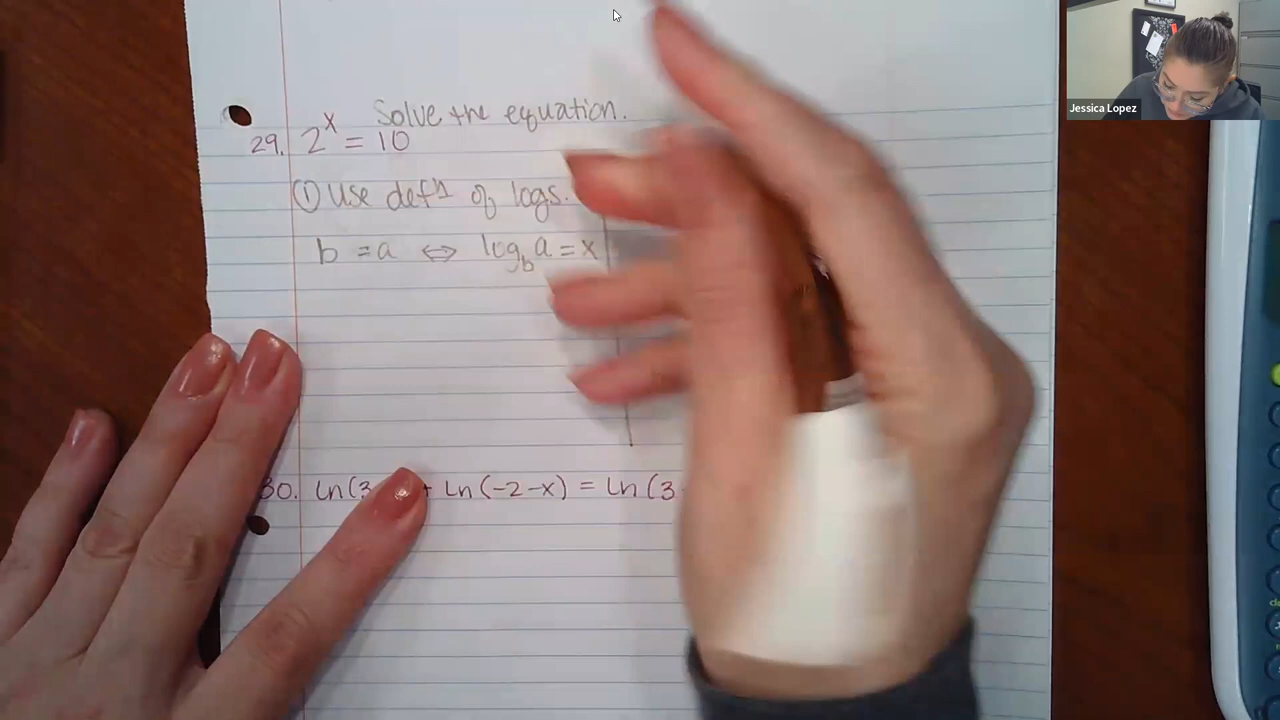 Solve the equation.
29. 2^x = 10
① Use defn of logs.
b = a ⇔ log_b a = x
30. ln(3 + ln(-2-x) = ln(3
Jessica Lopez